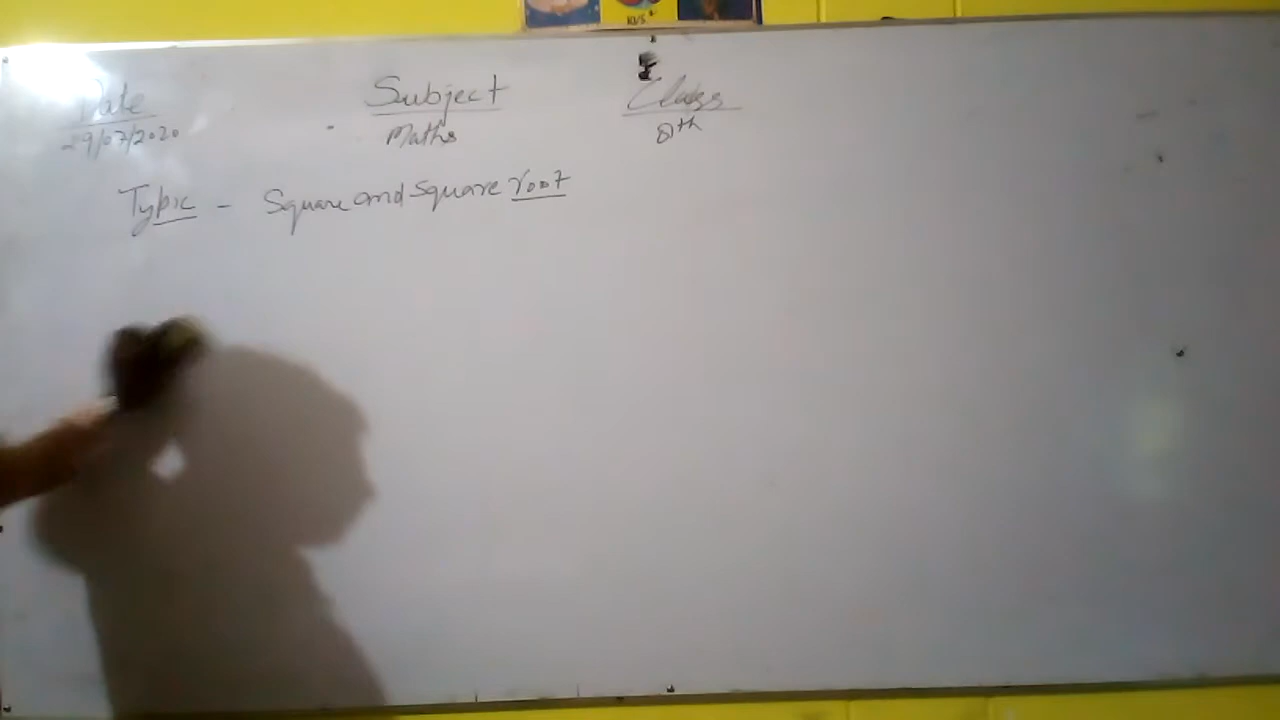 Date Subject Class
29/07/2020 Maths 8th
Typic - Square and square root